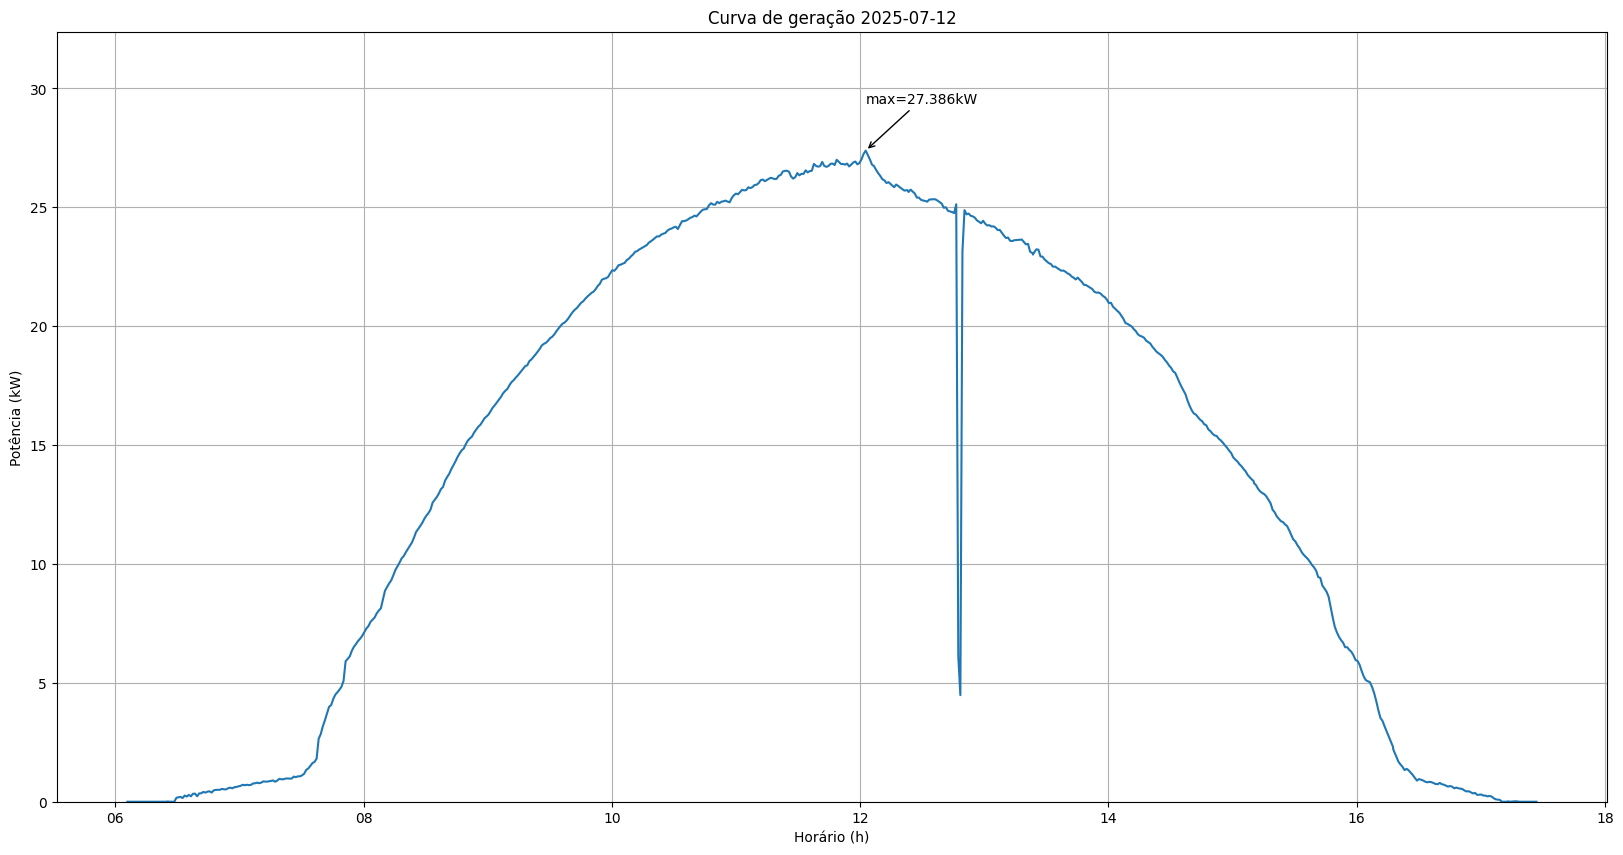 Curva de geração 2025-07-12
max=27.386kW
30
25
20
15
10
5
0
Potência (kW)
06 08 10 12 14 16 18
Horário (h)